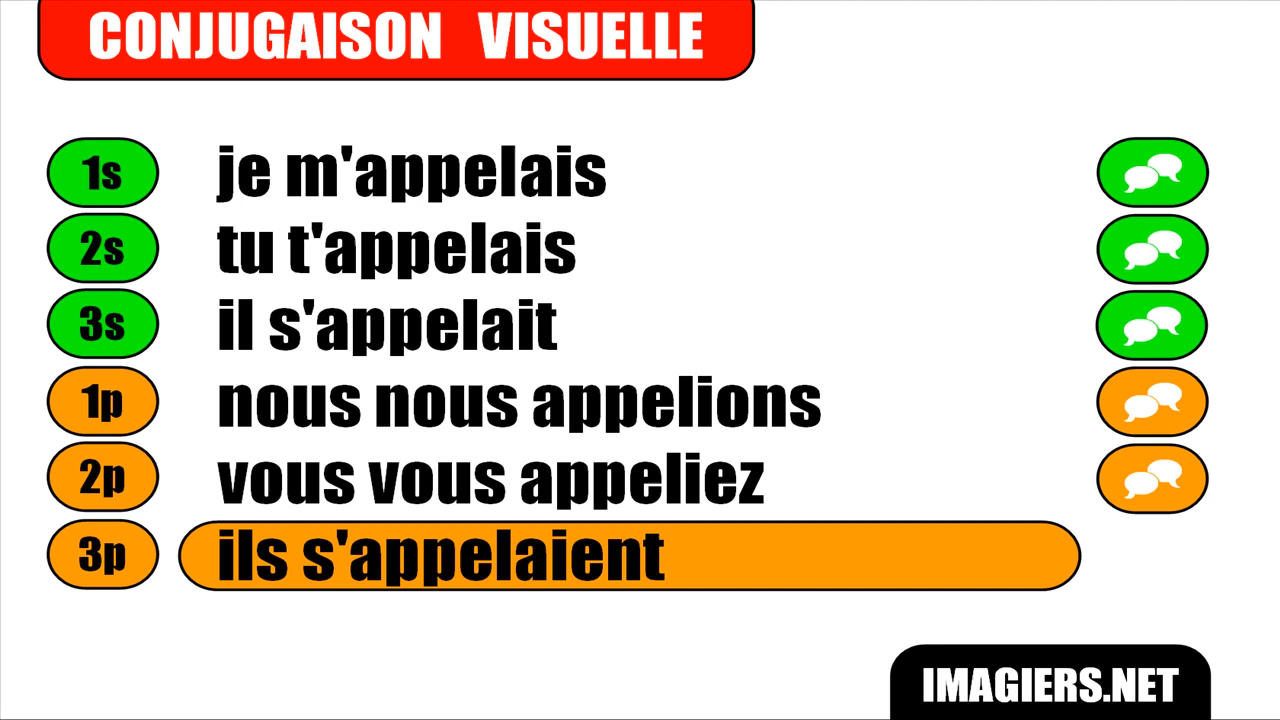 CONJUGAISON VISUELLE
1s je m'appelais
2s tu t'appelais
3s il s'appelait
1p nous nous appelions
2p vous vous appeliez
3p ils s'appelaient
IMAGIERS.NET